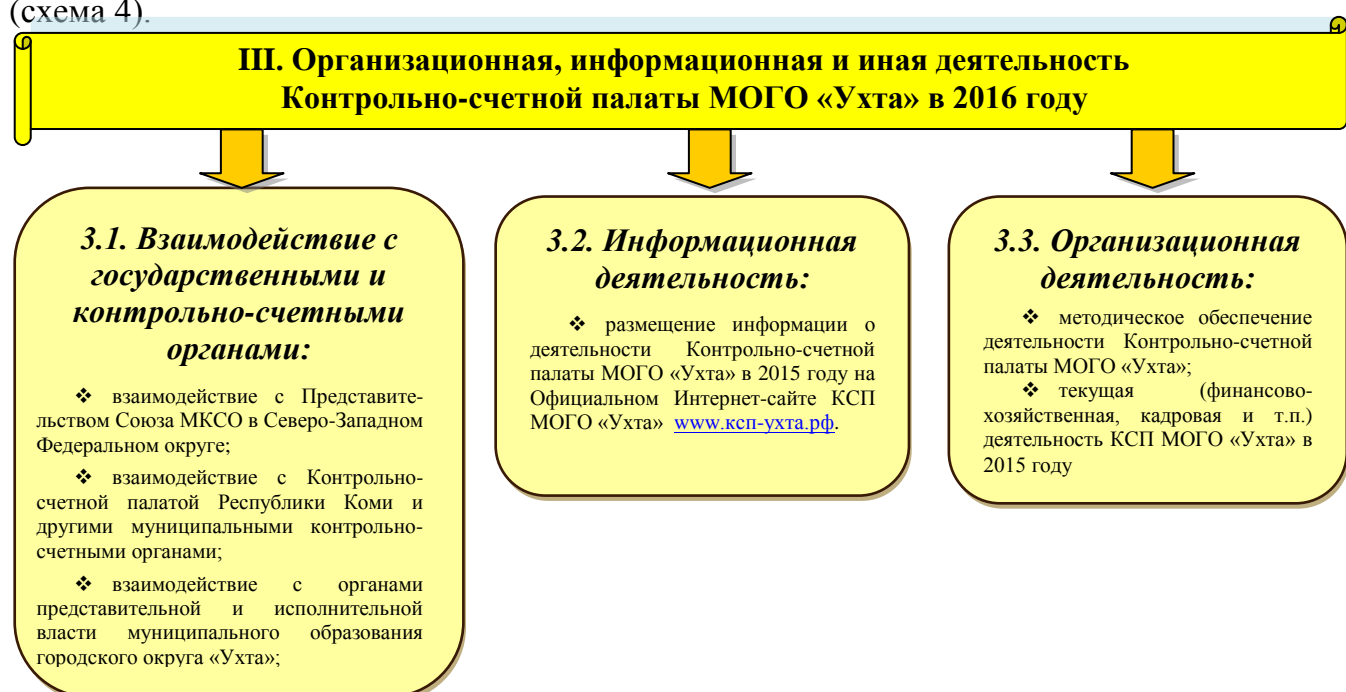 (схема 4).
III. Организационная, информационная и иная деятельность
Контрольно-счетной палаты МОГО «Ухта» в 2016 году
3.1. Взаимодействие с
государственными и
контрольно-счетными
органами:
❖ взаимодействие с Представите-
льством Союза МКСО в Северо-Западном
Федеральном округе;
❖ взаимодействие с Контрольно-
счетной палатой Республики Коми и
другими муниципальными контрольно-
счетными органами;
❖ взаимодействие с органами
представительной и исполнительной
власти муниципального образования
городского округа «Ухта»;
3.2. Информационная
деятельность:
❖ размещение информации о
деятельности Контрольно-счетной
палаты МОГО «Ухта» в 2015 году на
Официальном Интернет-сайте КСП
МОГО «Ухта» www.ксп-ухта.рф.
3.3. Организационная
деятельность:
❖ методическое обеспечение
деятельности Контрольно-счетной
палаты МОГО «Ухта»;
❖ текущая (финансово-
хозяйственная, кадровая и т.п.)
деятельность КСП МОГО «Ухта» в
2015 году